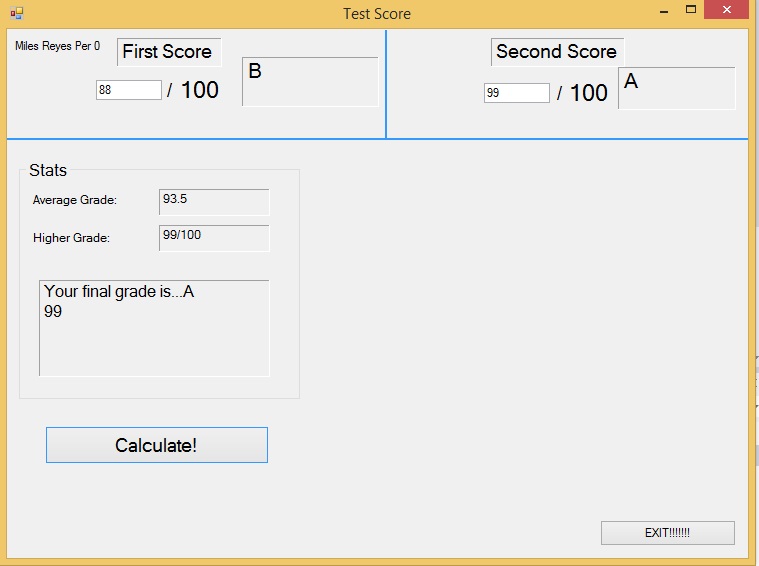 Test Score
Miles Reyes Per 0
First Score
88 / 100
B
Second Score
99 / 100
A
Stats
Average Grade: 93.5
Higher Grade: 99/100
Your final grade is...A
99
Calculate!
EXIT!!!!!!!